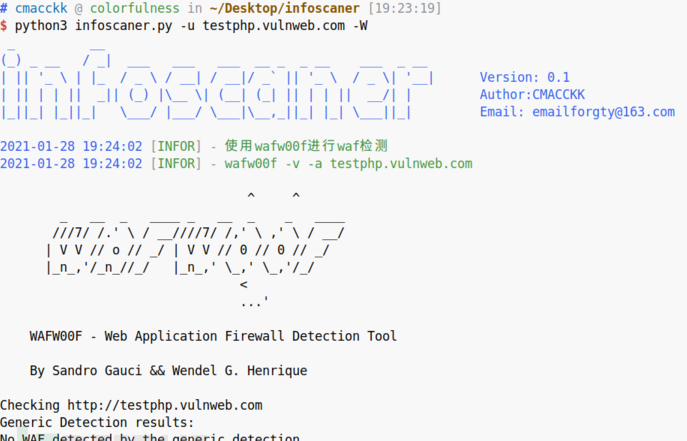 # cmacckk @ colorfulness in ~/Desktop/infoscaner [19:23:19]
$ python3 infoscaner.py -u testphp.vulnweb.com -W
infoscaner
Version: 0.1
Author:CMACCKK
Email: emailforgty@163.com
2021-01-28 19:24:02 [INFOR] - 使用wafw00f进行waf检测
2021-01-28 19:24:02 [INFOR] - wafw00f -v -a testphp.vulnweb.com
WAFW00F
WAFW00F - Web Application Firewall Detection Tool
By Sandro Gauci && Wendel G. Henrique
Checking http://testphp.vulnweb.com
Generic Detection results:
No WAF detected by the generic detection